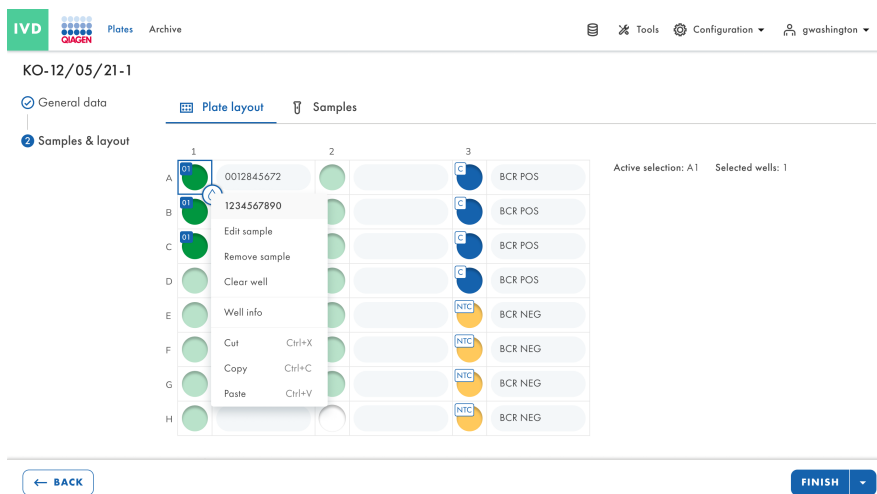 IVD QIAGEN Plates Archive Tools Configuration gwashington
KO-12/05/21-1
General data
2 Samples & layout
Plate layout Samples
1 2 3
Active selection: A1 Selected wells: 1
A 01 0012845672 C BCR POS
B 01 C BCR POS
C 01 C BCR POS
D C BCR POS
E NTC BCR NEG
F NTC BCR NEG
G NTC BCR NEG
H NTC BCR NEG
1234567890
Edit sample
Remove sample
Clear well
Well info
Cut Ctrl+X
Copy Ctrl+C
Paste Ctrl+V
← BACK
FINISH